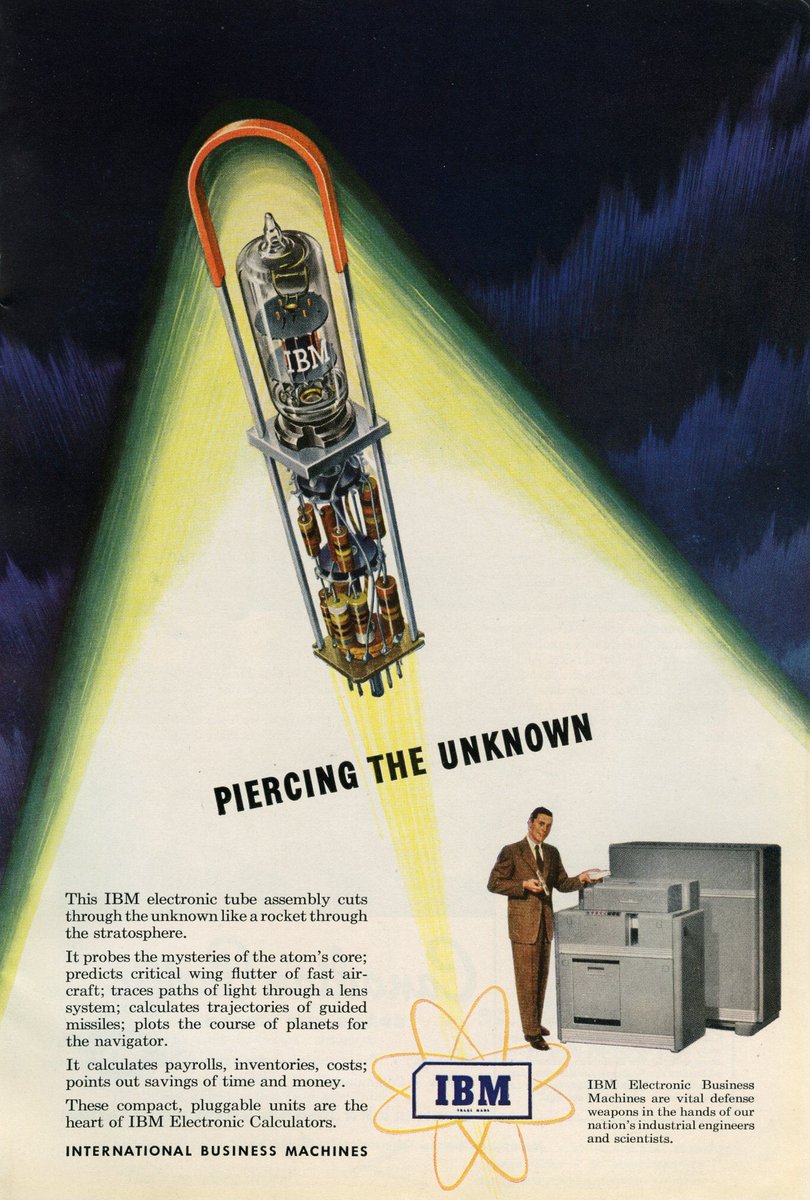 IBM
PIERCING THE UNKNOWN
This IBM electronic tube assembly cuts
through the unknown like a rocket through
the stratosphere.
It probes the mysteries of the atom's core;
predicts critical wing flutter of fast air-
craft; traces paths of light through a lens
system; calculates trajectories of guided
missiles; plots the course of planets for
the navigator.
It calculates payrolls, inventories, costs;
points out savings of time and money.
These compact, pluggable units are the
heart of IBM Electronic Calculators.
INTERNATIONAL BUSINESS MACHINES
IBM
TRADE MARK
IBM Electronic Business
Machines are vital defense
weapons in the hands of our
nation's industrial engineers
and scientists.